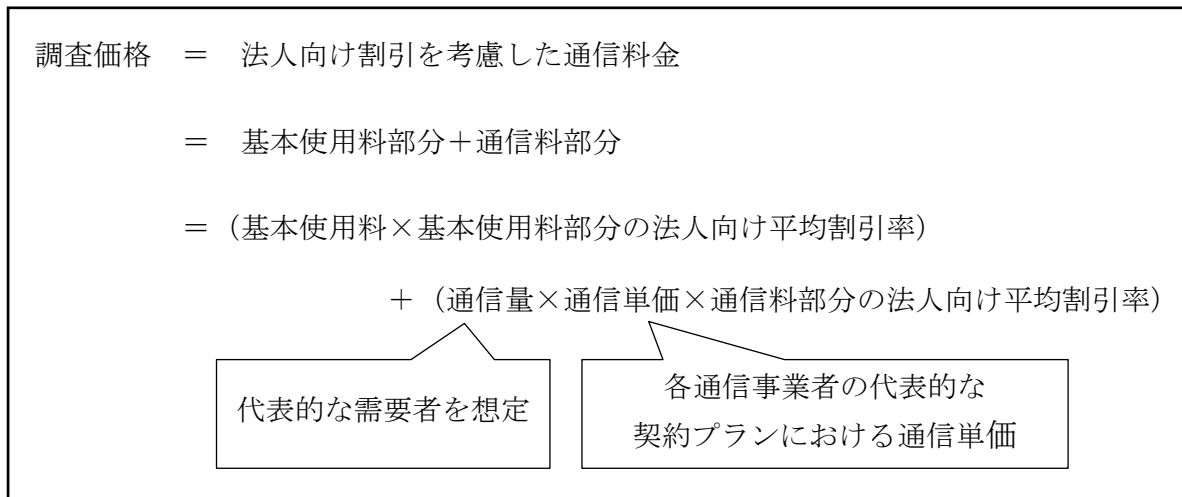 調査価格 ＝ 法人向け割引を考慮した通信料金
＝ 基本使用料部分＋通信料部分
＝（基本使用料×基本使用料部分の法人向け平均割引率）
＋（通信量×通信単価×通信料部分の法人向け平均割引率）
代表的な需要者を想定
各通信事業者の代表的な
契約プランにおける通信単価